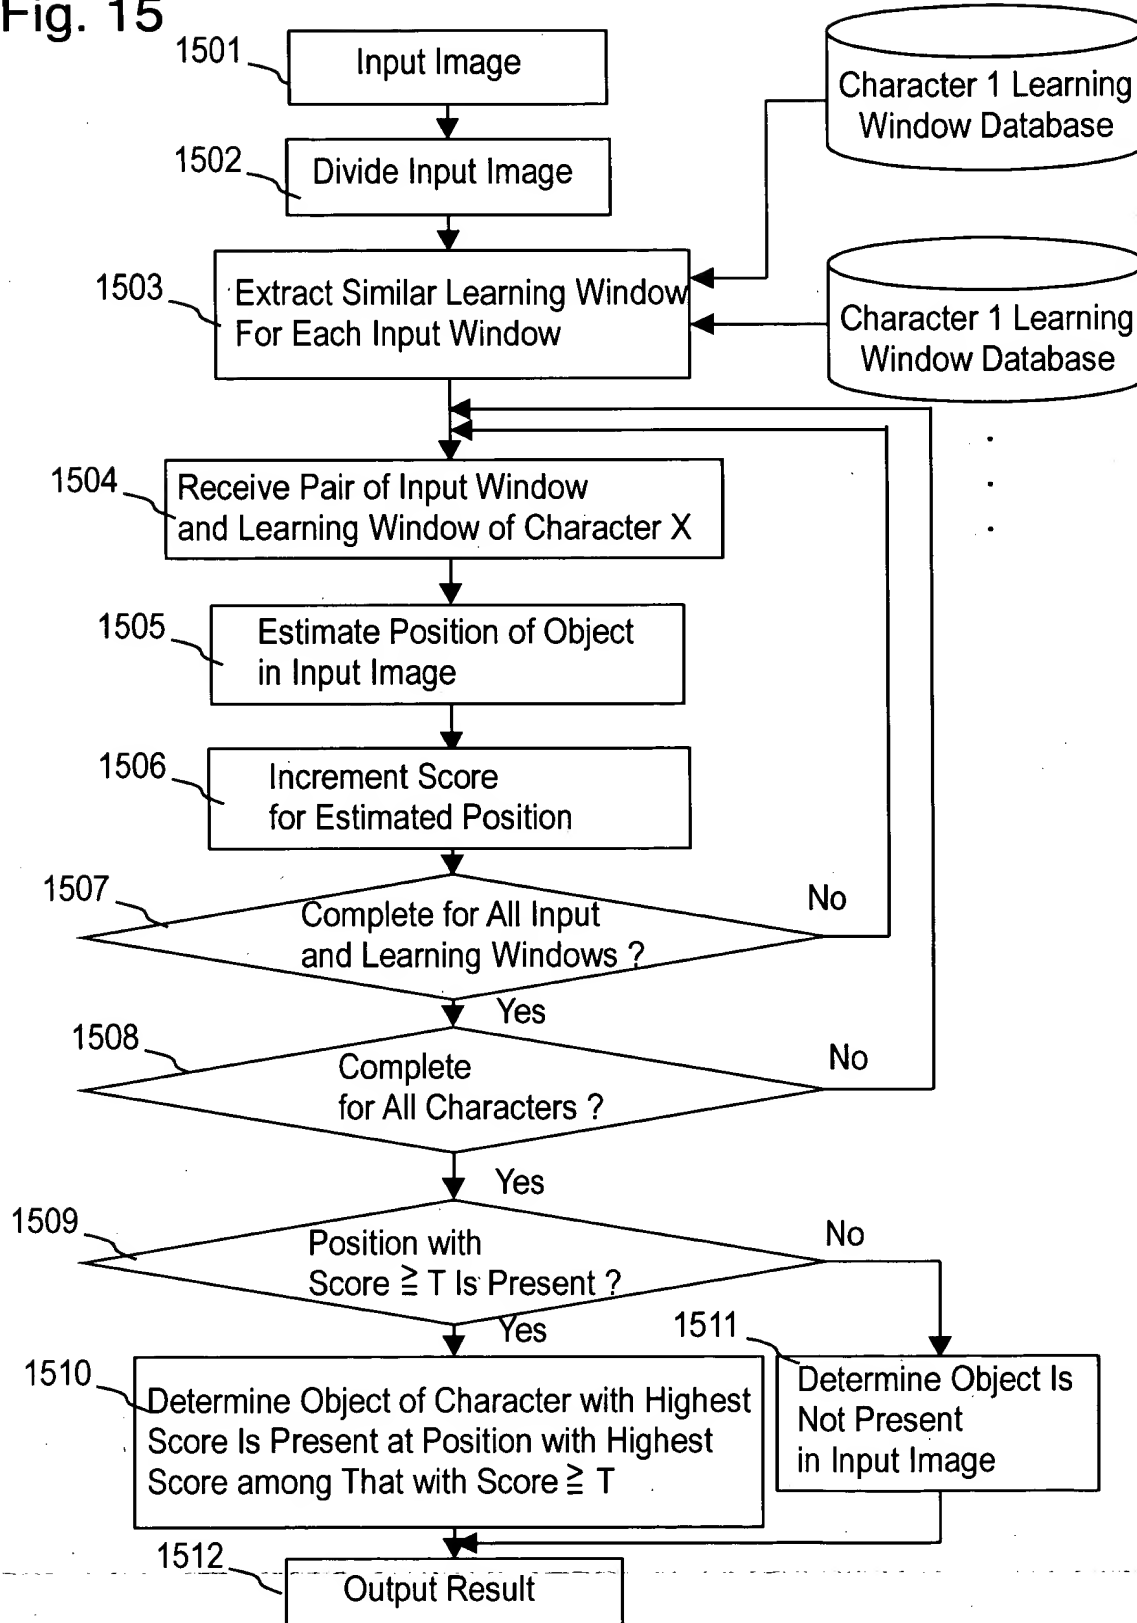 Fig. 15
1501
Input Image
Character 1 Learning
Window Database
1502
Divide Input Image
1503
Extract Similar Learning Window
For Each Input Window
Character 1 Learning
Window Database
1504
Receive Pair of Input Window
and Learning Window of Character X
1505
Estimate Position of Object
in Input Image
1506
Increment Score
for Estimated Position
1507
Complete for All Input
and Learning Windows ?
No
Yes
1508
Complete
for All Characters ?
No
Yes
1509
Position with
Score ≧ T Is Present ?
No
Yes
1510
Determine Object of Character with Highest
Score Is Present at Position with Highest
Score among That with Score ≧ T
1511
Determine Object Is
Not Present
in Input Image
1512
Output Result